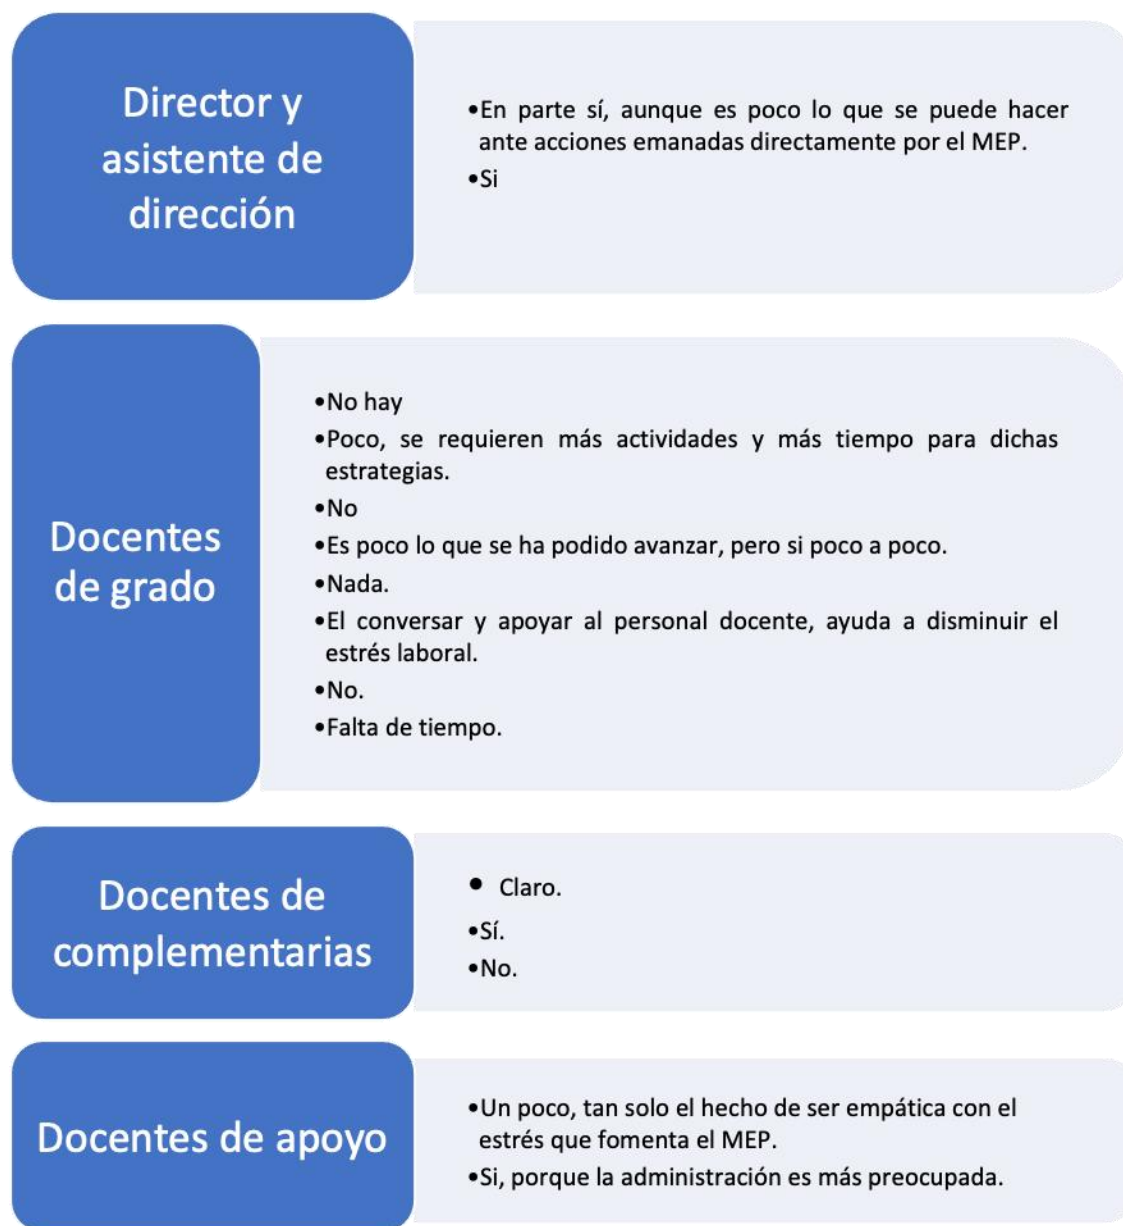 Director y
asistente de
dirección
•En parte sí, aunque es poco lo que se puede hacer
ante acciones emanadas directamente por el MEP.
•Si
Docentes
de grado
•No hay
•Poco, se requieren más actividades y más tiempo para dichas
estrategias.
•No
•Es poco lo que se ha podido avanzar, pero si poco a poco.
•Nada.
•El conversar y apoyar al personal docente, ayuda a disminuir el
estrés laboral.
•No.
•Falta de tiempo.
Docentes de
complementarias
• Claro.
•Sí.
•No.
Docentes de apoyo
•Un poco, tan solo el hecho de ser empática con el
estrés que fomenta el MEP.
•Si, porque la administración es más preocupada.